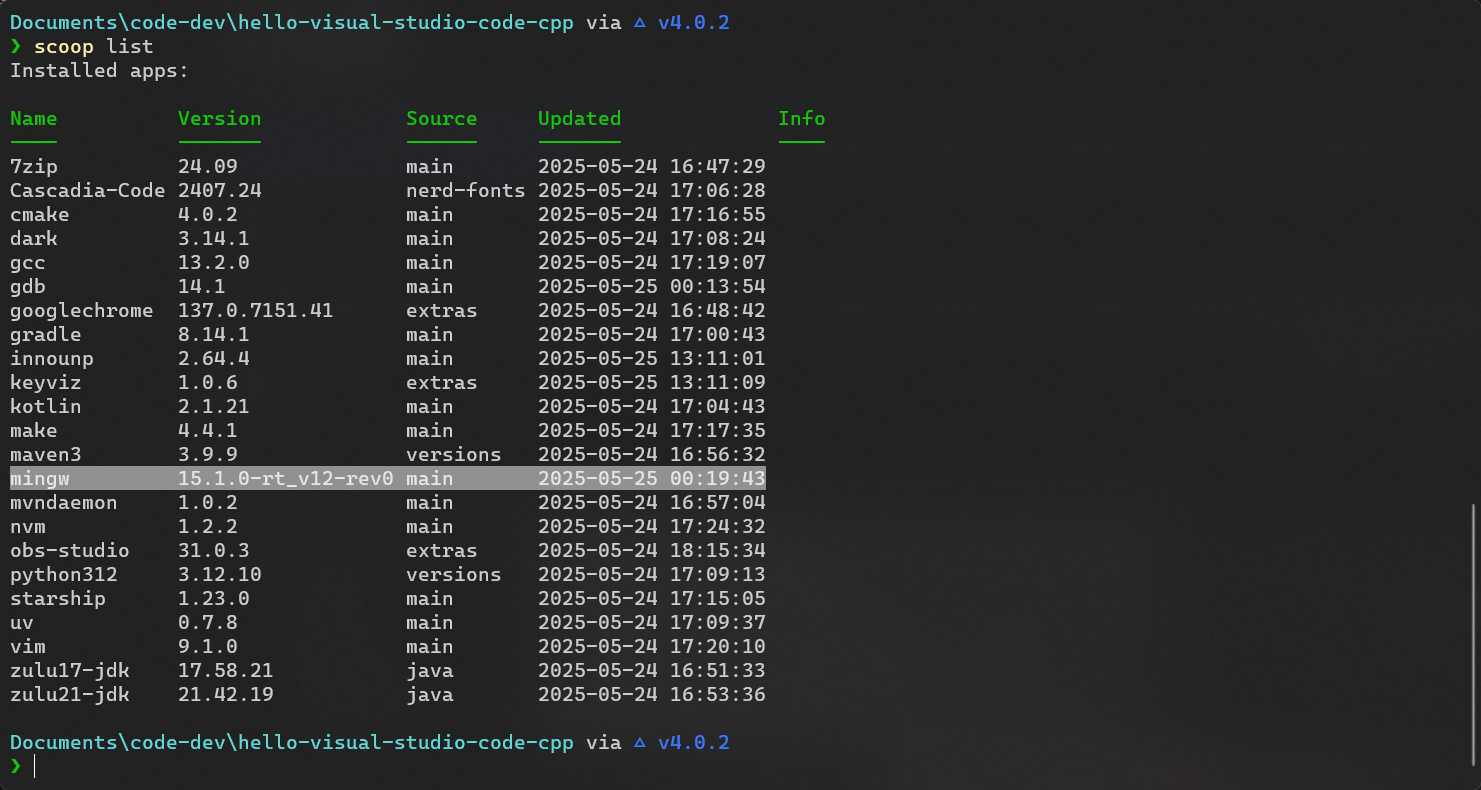 Documents\code-dev\hello-visual-studio-code-cpp via △ v4.0.2
❯ scoop list
Installed apps:
Name Version Source Updated Info
7zip 24.09 main 2025-05-24 16:47:29
Cascadia-Code 2407.24 nerd-fonts 2025-05-24 17:06:28
cmake 4.0.2 main 2025-05-24 17:16:55
dark 3.14.1 main 2025-05-24 17:08:24
gcc 13.2.0 main 2025-05-24 17:19:07
gdb 14.1 main 2025-05-25 00:13:54
googlechrome 137.0.7151.41 extras 2025-05-24 16:48:42
gradle 8.14.1 main 2025-05-24 17:00:43
innounp 2.64.4 main 2025-05-25 13:11:01
keyviz 1.0.6 extras 2025-05-25 13:11:09
kotlin 2.1.21 main 2025-05-24 17:04:43
make 4.4.1 main 2025-05-24 17:17:35
maven3 3.9.9 versions 2025-05-24 16:56:32
mingw 15.1.0-rt_v12-rev0 main 2025-05-25 00:19:43
mvndaemon 1.0.2 main 2025-05-24 16:57:04
nvm 1.2.2 main 2025-05-24 17:24:32
obs-studio 31.0.3 extras 2025-05-24 18:15:34
python312 3.12.10 versions 2025-05-24 17:09:13
starship 1.23.0 main 2025-05-24 17:15:05
uv 0.7.8 main 2025-05-24 17:09:37
vim 9.1.0 main 2025-05-24 17:20:10
zulu17-jdk 17.58.21 java 2025-05-24 16:51:33
zulu21-jdk 21.42.19 java 2025-05-24 16:53:36
Documents\code-dev\hello-visual-studio-code-cpp via △ v4.0.2
❯